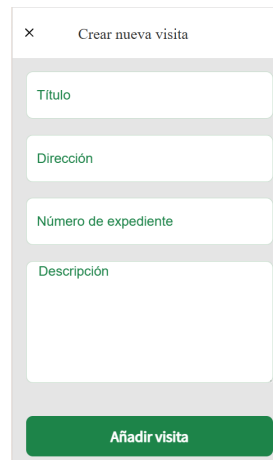 × Crear nueva visita
Título
Dirección
Número de expediente
Descripción
Añadir visita